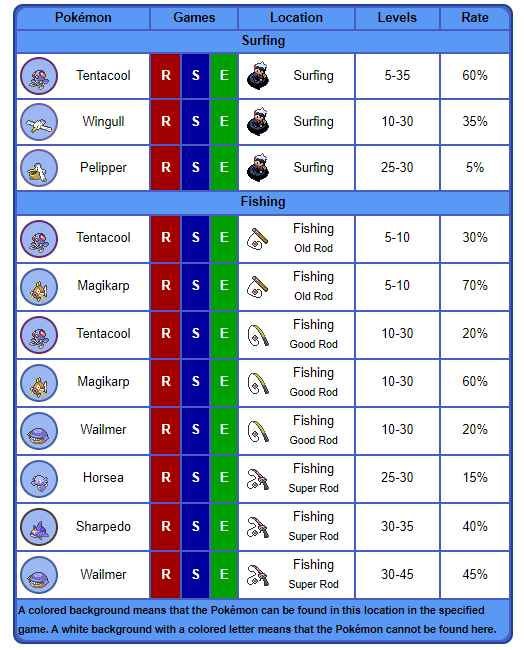 Pokémon Games Location Levels Rate
Surfing
Tentacool R S E Surfing 5-35 60%
Wingull R S E Surfing 10-30 35%
Pelipper R S E Surfing 25-30 5%
Fishing
Tentacool R S E Fishing Old Rod 5-10 30%
Magikarp R S E Fishing Old Rod 5-10 70%
Tentacool R S E Fishing Good Rod 10-30 20%
Magikarp R S E Fishing Good Rod 10-30 60%
Wailmer R S E Fishing Good Rod 10-30 20%
Horsea R S E Fishing Super Rod 25-30 15%
Sharpedo R S E Fishing Super Rod 30-35 40%
Wailmer R S E Fishing Super Rod 30-45 45%
A colored background means that the Pokémon can be found in this location in the specified
game. A white background with a colored letter means that the Pokémon cannot be found here.